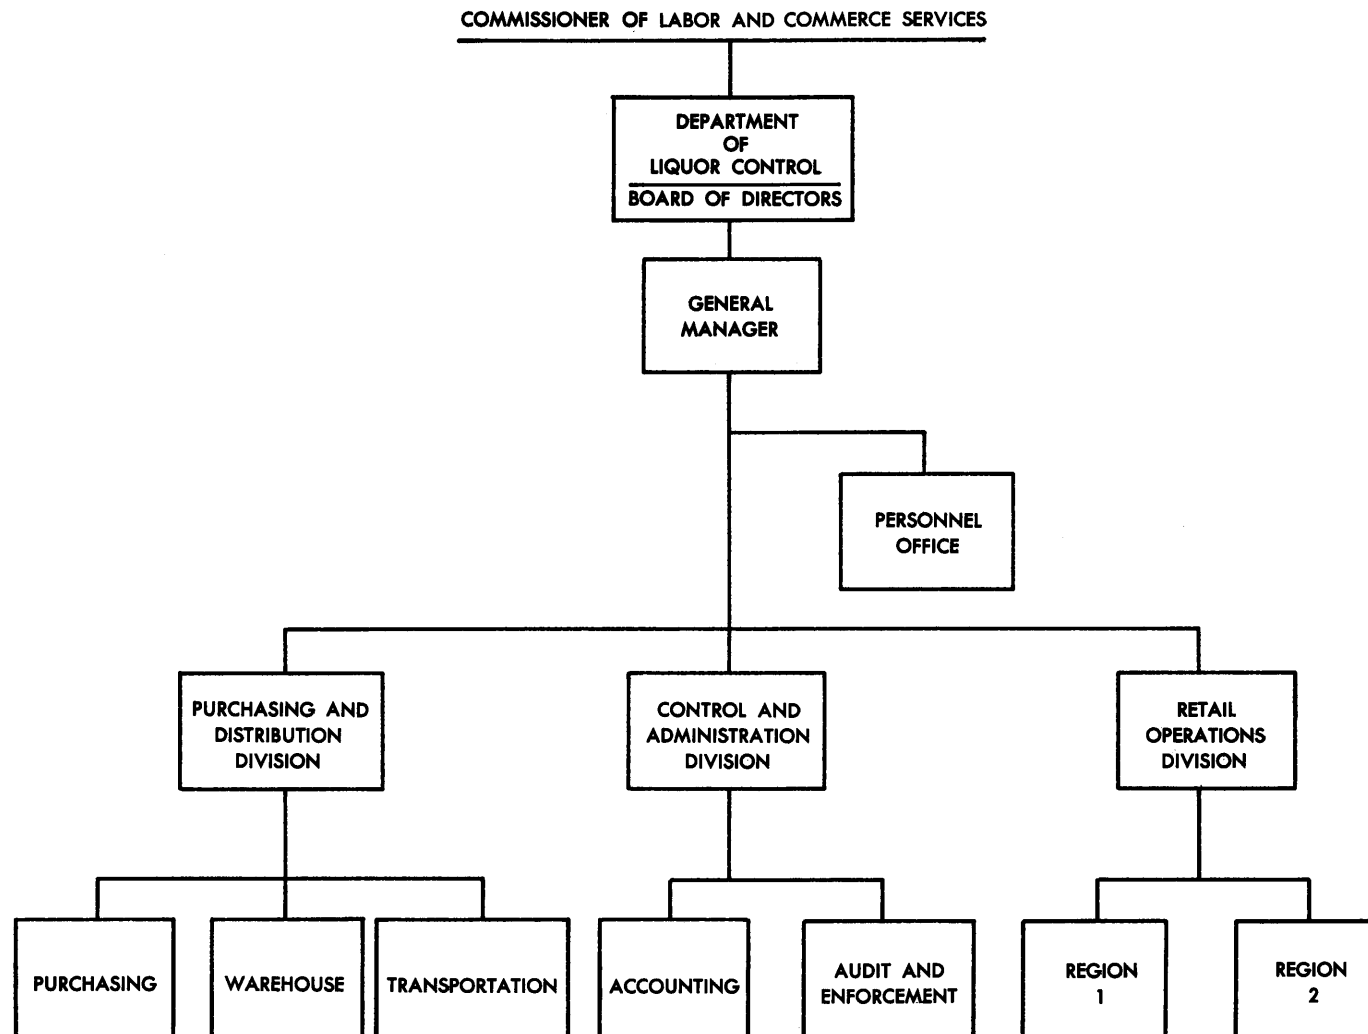 COMMISSIONER OF LABOR AND COMMERCE SERVICES
DEPARTMENT
OF
LIQUOR CONTROL
BOARD OF DIRECTORS
GENERAL
MANAGER
PERSONNEL
OFFICE
PURCHASING AND
DISTRIBUTION
DIVISION
CONTROL AND
ADMINISTRATION
DIVISION
RETAIL
OPERATIONS
DIVISION
PURCHASING
WAREHOUSE
TRANSPORTATION
ACCOUNTING
AUDIT AND
ENFORCEMENT
REGION
1
REGION
2